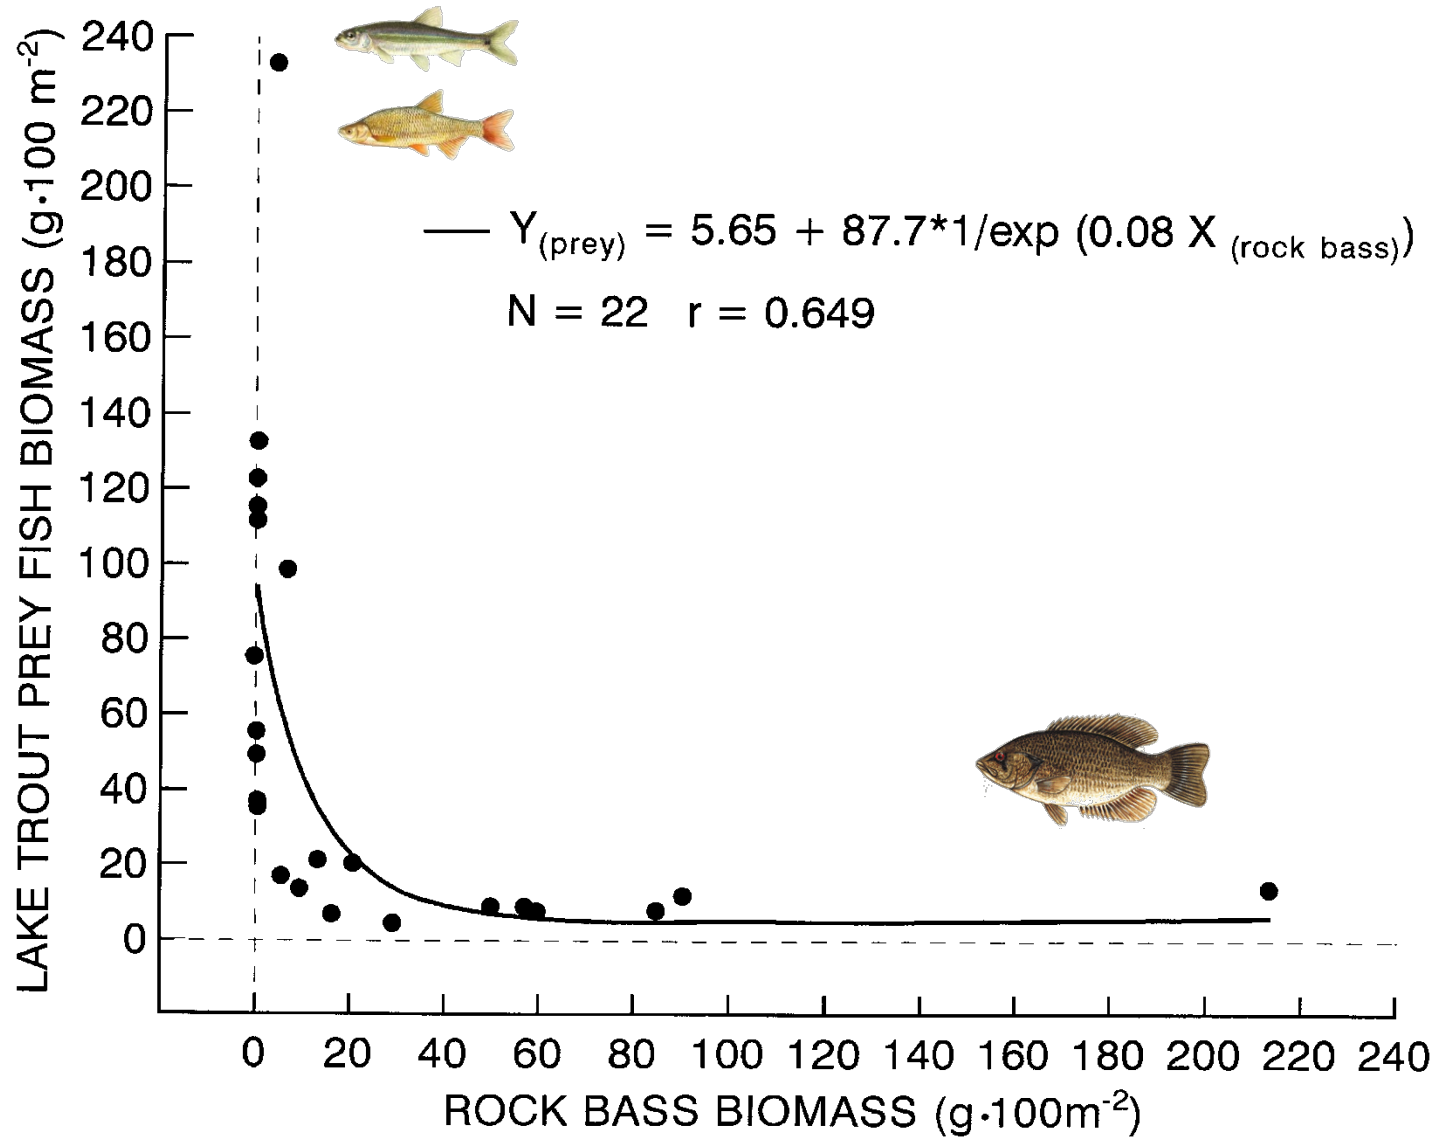 LAKE TROUT PREY FISH BIOMASS (g·100 m-2)
240
220
200
180
160
140
120
100
80
60
40
20
0
Y(prey) = 5.65 + 87.7*1/exp (0.08 X (rock bass))
N = 22 r = 0.649
0 20 40 60 80 100 120 140 160 180 200 220 240
ROCK BASS BIOMASS (g·100m-2)